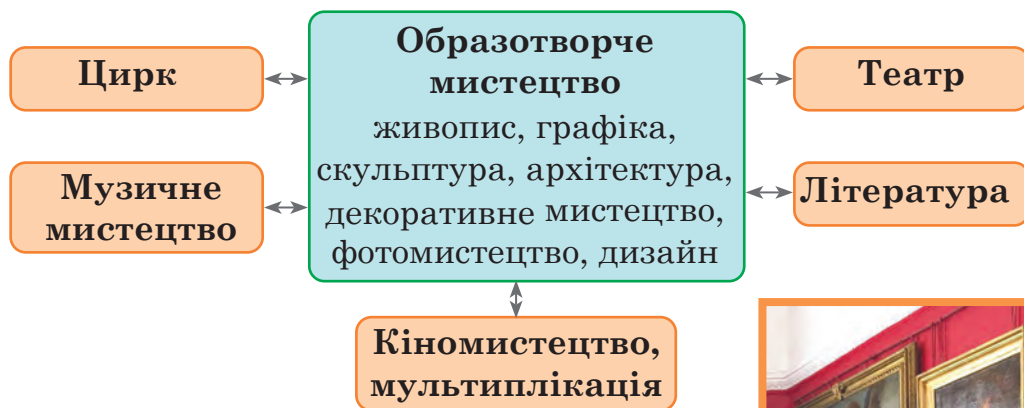 Цирк
Музичне
мистецтво
Образотворче
мистецтво
живопис, графіка,
скульптура, архітектура,
декоративне мистецтво,
фотомистецтво, дизайн
Театр
Література
Кіномистецтво,
мультиплікація